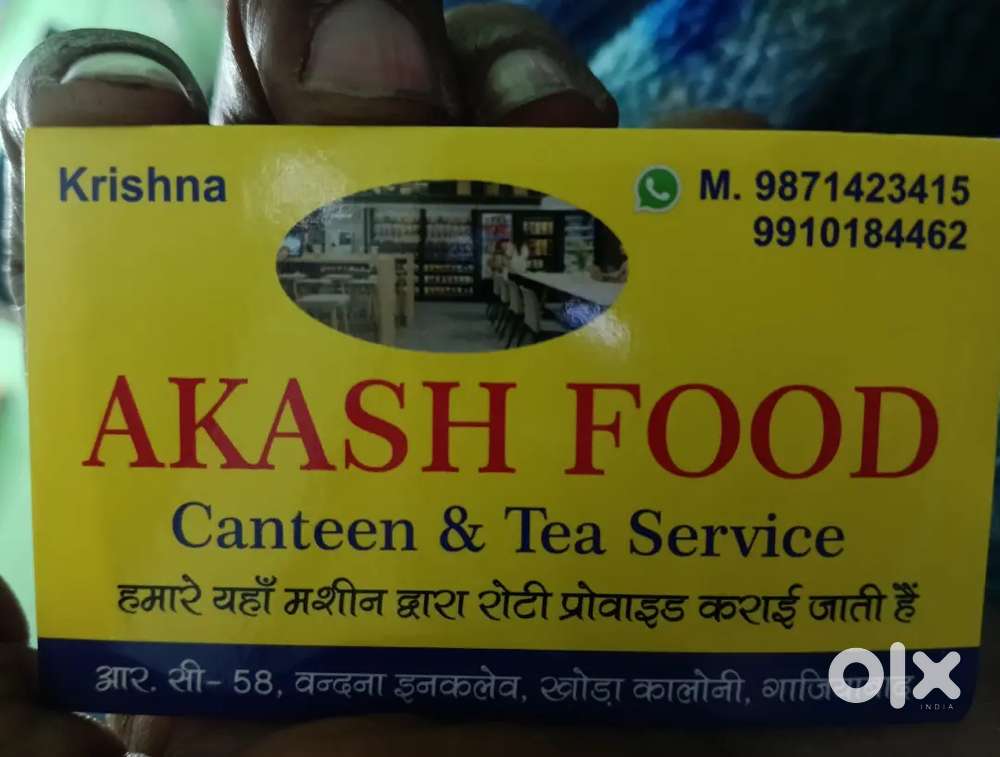 Krishna
M. 9871423415
9910184462
AKASH FOOD
Canteen & Tea Service
हमारे यहाँ मशीन द्वारा रोटी प्रोवाइड कराई जाती हैं
आर. सी- 58, वन्दना इनकलेव, खोड़ा कालोनी, गाजियाबाद
olx
INDIA